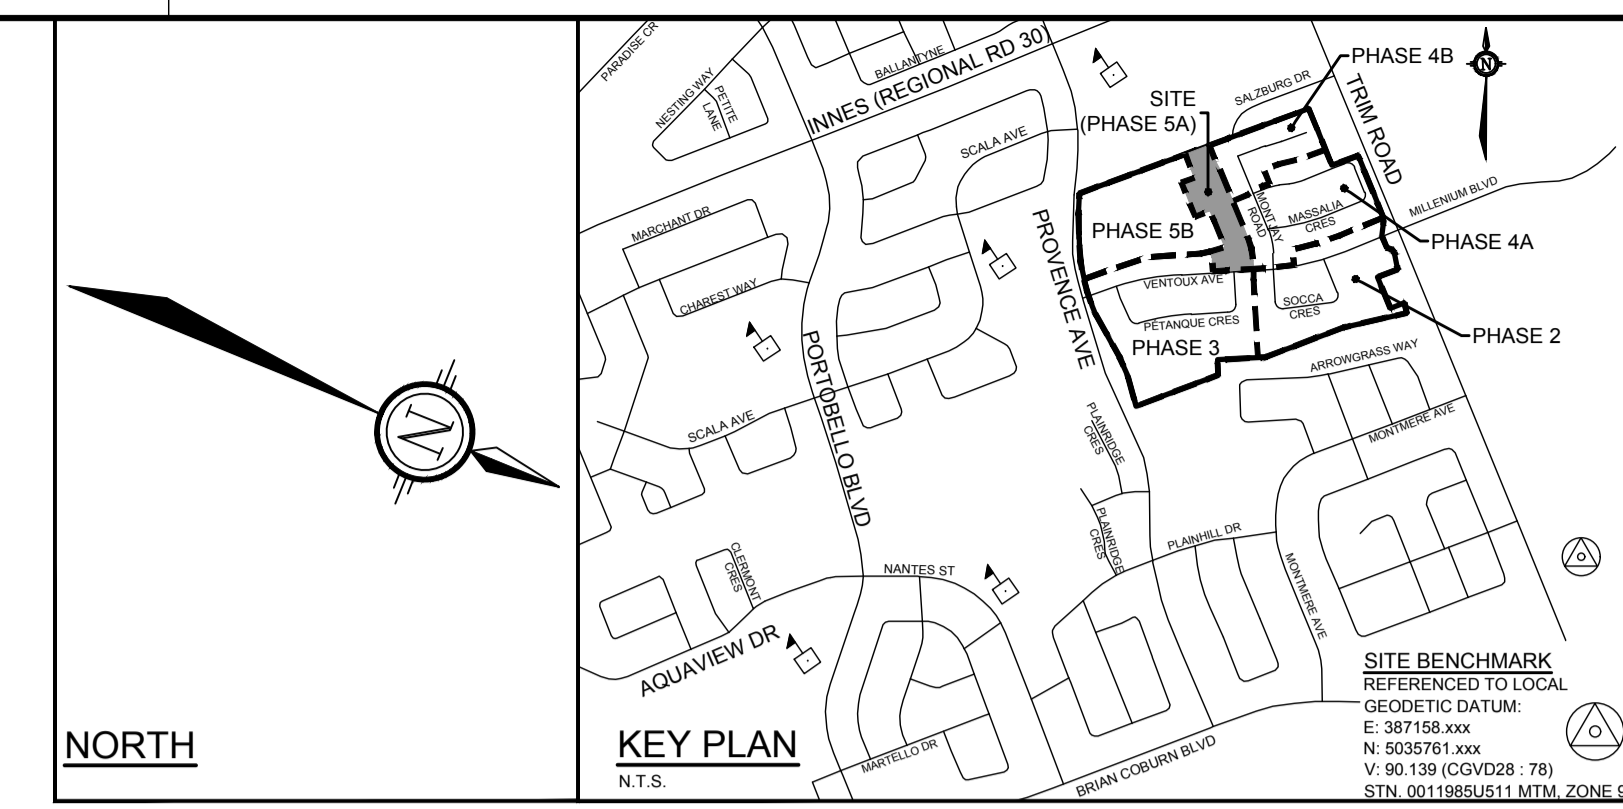 N
NORTH
PARADISE CR
NESTING WAY
PETITE
LANE
BALLANTYNE
INNES (REGIONAL RD 30)
SCALA AVE
SITE
(PHASE 5A)
SALZBURG DR
PHASE 4B
N
TRIM ROAD
MILLENIUM BLVD
MONTJAY
ROAD
MASSALIA
CRES
PHASE 4A
MARCHANT DR
CHAREST WAY
PROVENCE AVE
PHASE 5B
VENTOUX AVE
PÉTANQUE CRES
SOCCA
CRES
PHASE 3
PHASE 2
ARROWGRASS WAY
MONTMERE AVE
PORTOBELLO BLVD
SCALA AVE
PLAINRIDGE
CRES
PLAINRIDGE
CRES
PLAINHILL DR
MONTMERE AVE
CLERMONT
CRES
NANTES ST
AQUAVIEW DR
MARTELLO DR
BRIAN COBURN BLVD
KEY PLAN
N.T.S.
SITE BENCHMARK
REFERENCED TO LOCAL
GEODETIC DATUM:
E: 387158.xxx
N: 5035761.xxx
V: 90.139 (CGVD28 : 78)
STN. 0011985U511 MTM, ZONE 9